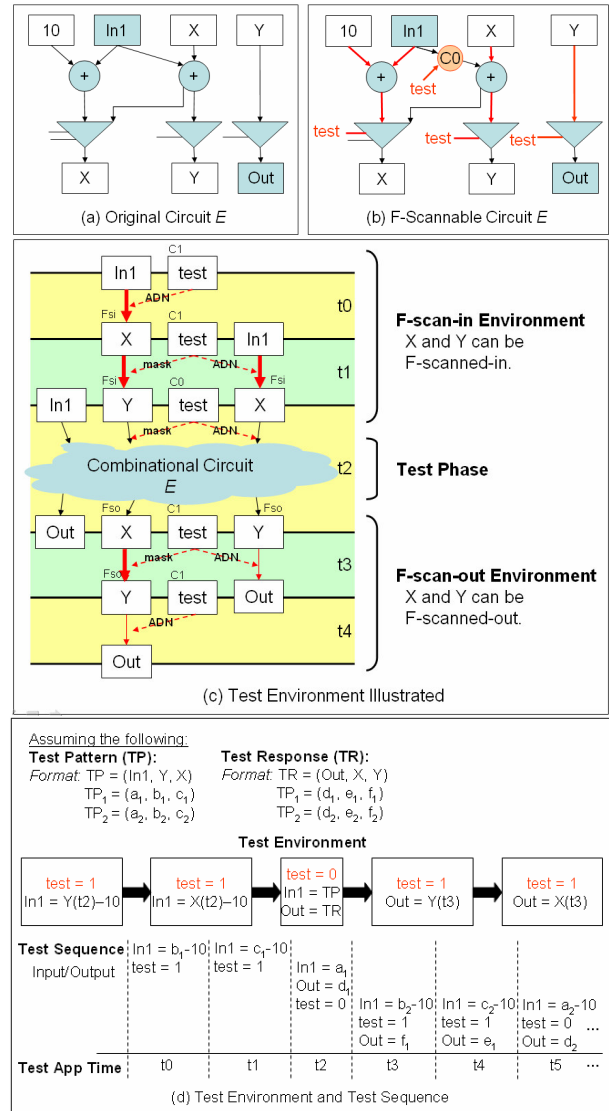 10 In1 X Y
+ +
X Y Out
(a) Original Circuit E
10 In1 X Y
C0
+ +
test
test test test
X Y Out
(b) F-Scannable Circuit E
C1
In1 test
ADN
t0
Fsi C1
X test In1
mask ADN
t1
Fsi C0 Fsi
In1 Y test X
mask ADN
Combinational Circuit
E
t2
Fso C1 Fso
Out X test Y
mask ADN
t3
Fso C1
Y test Out
ADN
t4
Out
F-scan-in Environment
X and Y can be
F-scanned-in.
Test Phase
F-scan-out Environment
X and Y can be
F-scanned-out.
(c) Test Environment Illustrated
Assuming the following:
Test Pattern (TP): Test Response (TR):
Format: TP = (In1, Y, X) Format: TR = (Out, X, Y)
TP1 = (a1, b1, c1) TP1 = (d1, e1, f1)
TP2 = (a2, b2, c2) TP2 = (d2, e2, f2)
Test Environment
test = 1 test = 1 test = 0 test = 1 test = 1
In1 = Y(t2)–10 In1 = X(t2)–10 In1 = TP Out = Y(t3) Out = X(t3)
Out = TR
Test Sequence In1 = b1-10 In1 = c1-10
Input/Output test = 1 test = 1 In1 = a1
Out = d1
test = 0 In1 = b2-10 In1 = c2-10 In1 = a2-10
test = 1 test = 1 test = 0 ...
Out = f1 Out = e1 Out = d2
Test App Time t0 t1 t2 t3 t4 t5 ...
(d) Test Environment and Test Sequence